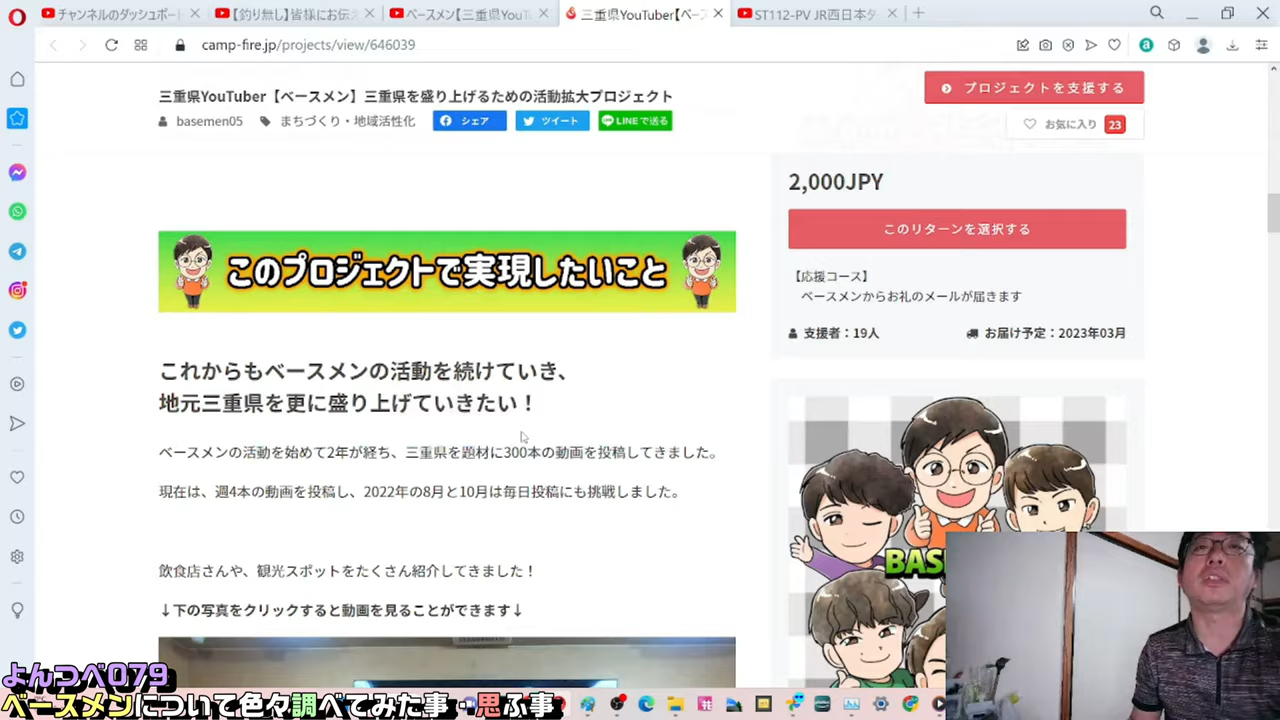 チャンネルのダッシュボード
【釣り無し】皆様にお伝え
ベースメン【三重県YouT
三重県YouTuber【ベース
ST112-PV JR西日本タ
camp-fire.jp/projects/view/646039
三重県YouTuber【ベースメン】三重県を盛り上げるための活動拡大プロジェクト
basemen05 まちづくり・地域活性化 シェア ツイート LINEで送る
プロジェクトを支援する
お気に入り 23
このプロジェクトで実現したいこと
これからもベースメンの活動を続けていき、
地元三重県を更に盛り上げていきたい！
ベースメンの活動を始めて2年が経ち、三重県を題材に300本の動画を投稿してきました。
現在は、週4本の動画を投稿し、2022年の8月と10月は毎日投稿にも挑戦しました。
飲食店さんや、観光スポットをたくさん紹介してきました！
↓下の写真をクリックすると動画を見ることができます↓
2,000JPY
このリターンを選択する
【応援コース】
ベースメンからお礼のメールが届きます
支援者：19人 お届け予定：2023年03月
BAS
よんつべ079
ベースメンについて色々調べてみた事・思ふ事